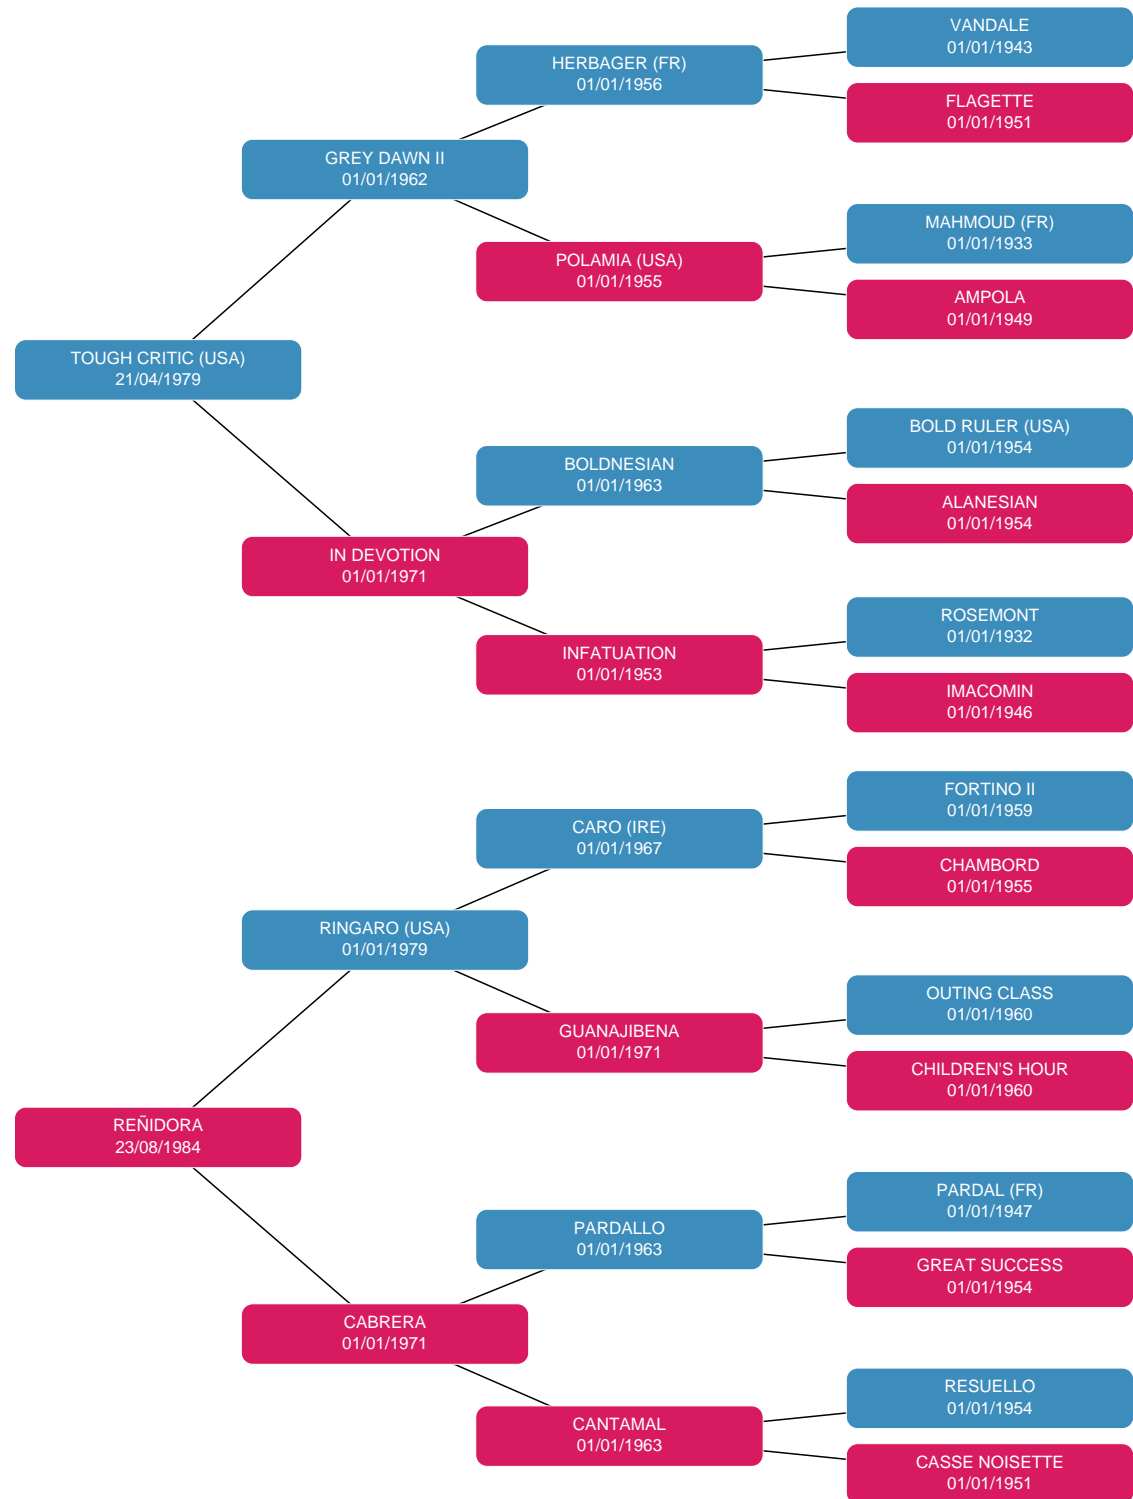 VANDALE
01/01/1943
HERBAGER (FR)
01/01/1956
FLAGETTE
01/01/1951
GREY DAWN II
01/01/1962
MAHMOUD (FR)
01/01/1933
POLAMIA (USA)
01/01/1955
AMPOLA
01/01/1949
TOUGH CRITIC (USA)
21/04/1979
BOLD RULER (USA)
01/01/1954
BOLDNESIAN
01/01/1963
ALANESIAN
01/01/1954
IN DEVOTION
01/01/1971
ROSEMONT
01/01/1932
INFATUATION
01/01/1953
IMACOMIN
01/01/1946
FORTINO II
01/01/1959
CARO (IRE)
01/01/1967
CHAMBORD
01/01/1955
RINGARO (USA)
01/01/1979
OUTING CLASS
01/01/1960
GUANAJIBENA
01/01/1971
CHILDREN'S HOUR
01/01/1960
REÑIDORA
23/08/1984
PARDAL (FR)
01/01/1947
PARDALLO
01/01/1963
GREAT SUCCESS
01/01/1954
CABRERA
01/01/1971
RESUELLO
01/01/1954
CANTAMAL
01/01/1963
CASSE NOISETTE
01/01/1951